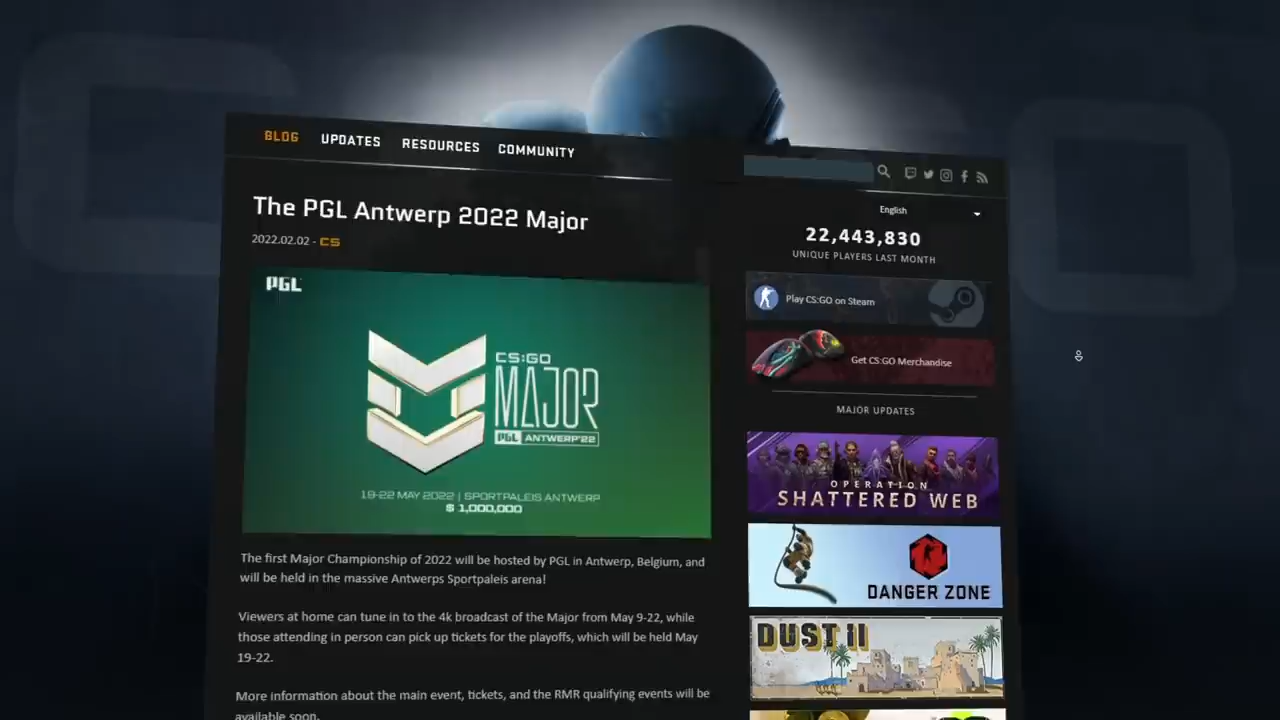 BLOG UPDATES RESOURCES COMMUNITY
The PGL Antwerp 2022 Major
2022.02.02 - CS
PGL
CS:GO
MAJOR
PGL ANTWERP'22
19-22 MAY 2022 | SPORTPALEIS ANTWERP
$ 1,000,000
The first Major Championship of 2022 will be hosted by PGL in Antwerp, Belgium, and
will be held in the massive Antwerps Sportpaleis arena!
Viewers at home can tune in to the 4k broadcast of the Major from May 9-22, while
those attending in person can pick up tickets for the playoffs, which will be held May
19-22.
More information about the main event, tickets, and the RMR qualifying events will be
available soon.
English
22,443,830
UNIQUE PLAYERS LAST MONTH
Play CS:GO on Steam
Get CS:GO Merchandise
MAJOR UPDATES
OPERATION
SHATTERED WEB
DANGER ZONE
DUST II